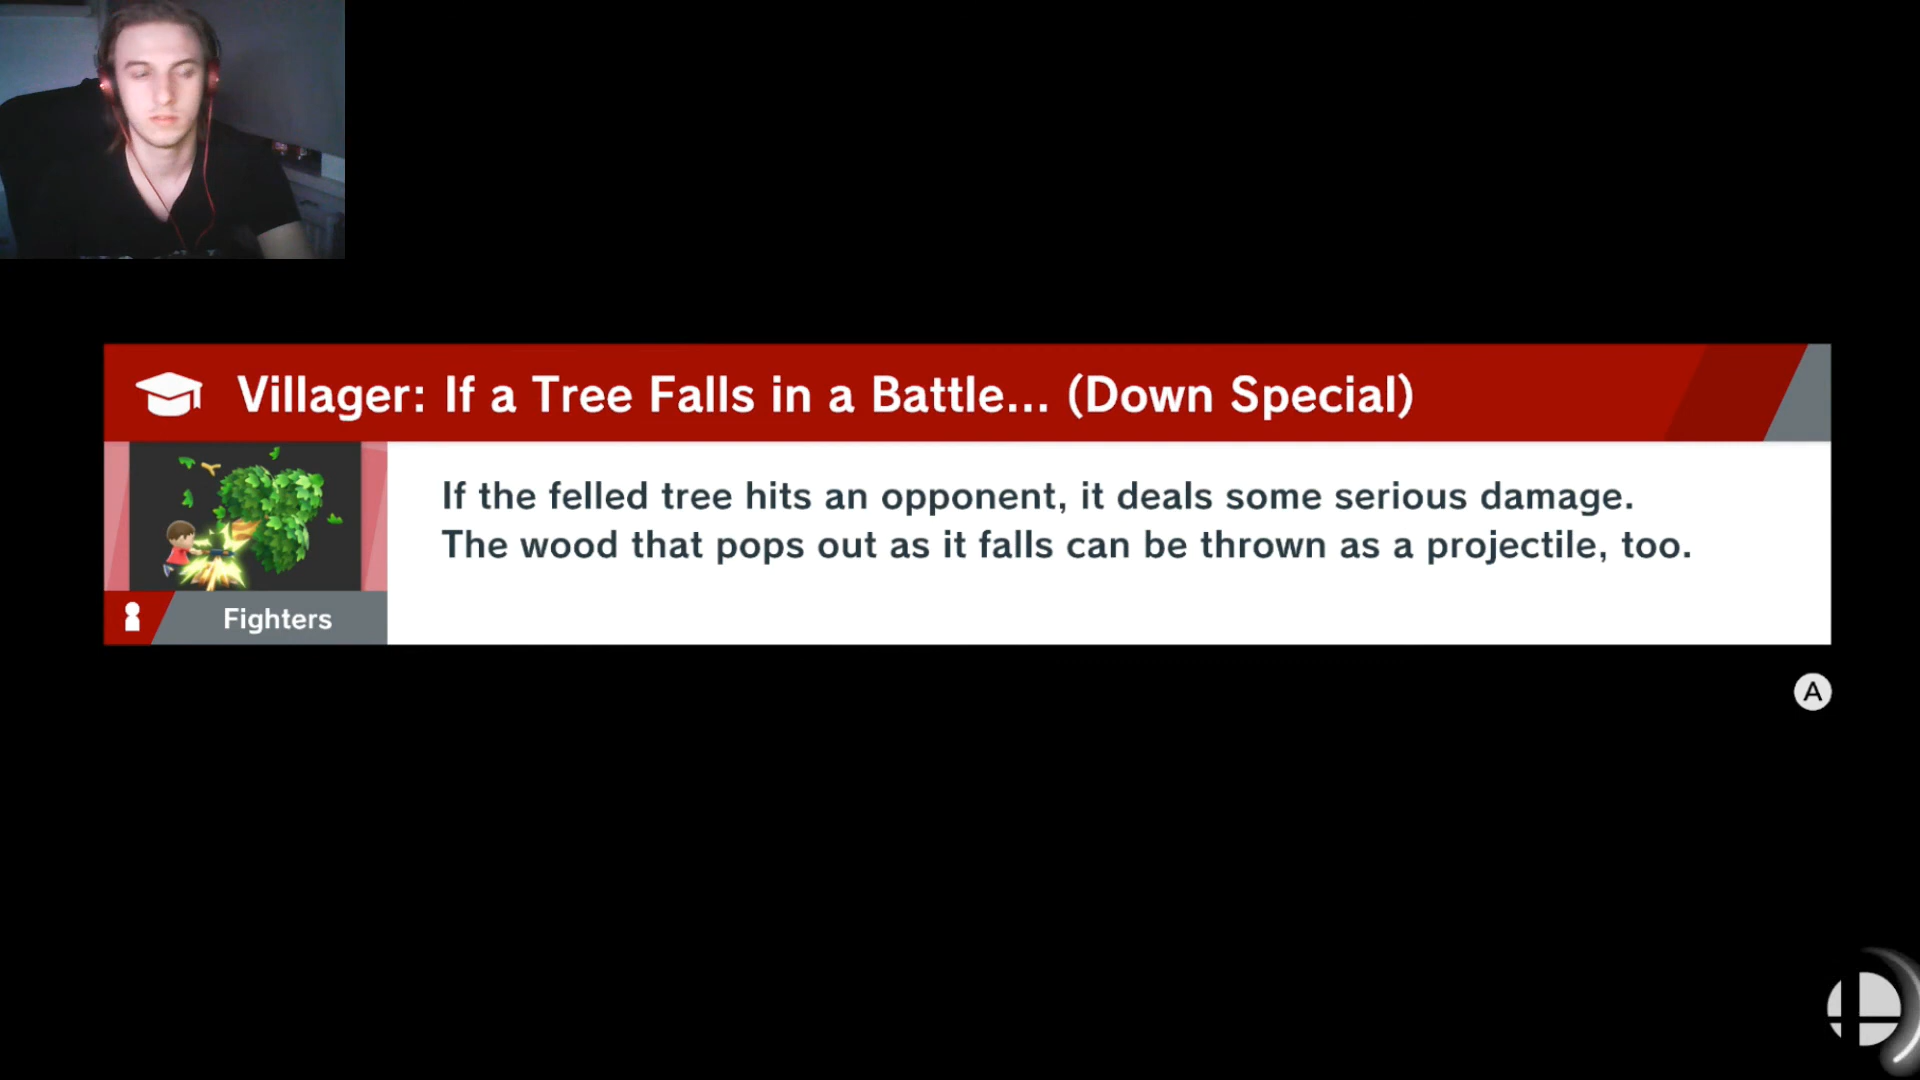 Villager: If a Tree Falls in a Battle... (Down Special)
If the felled tree hits an opponent, it deals some serious damage.
The wood that pops out as it falls can be thrown as a projectile, too.
Fighters
A